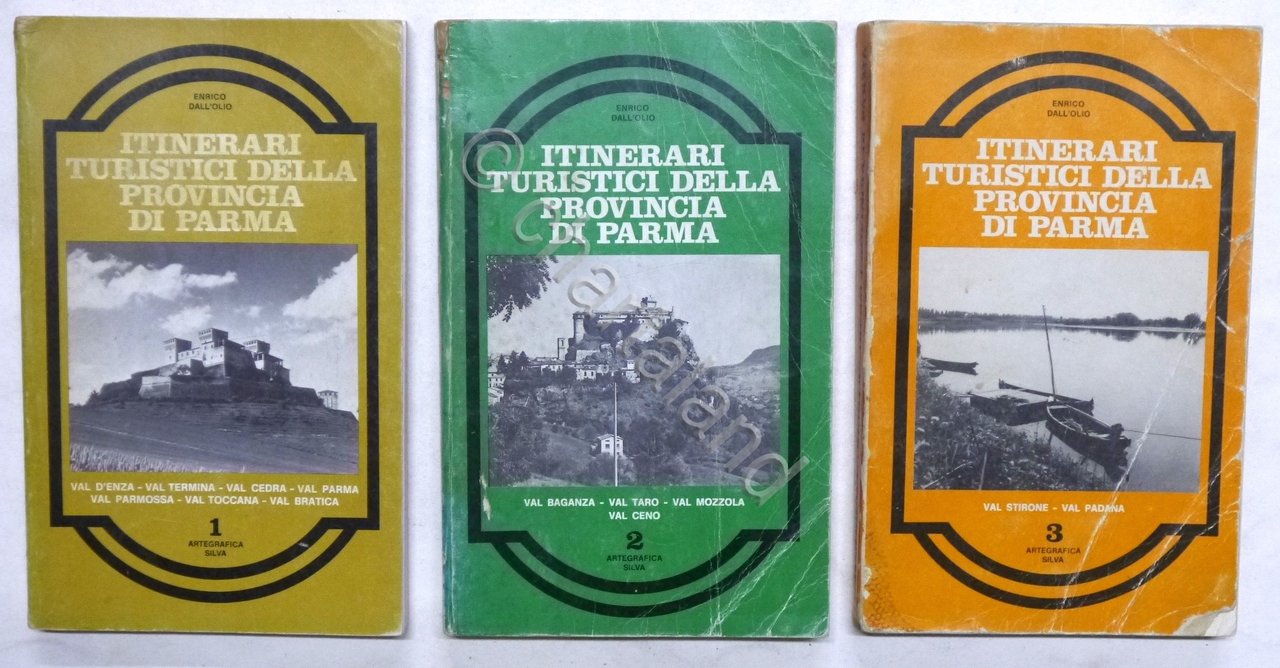 ENRICO
DALL'OLIO
ITINERARI
TURISTICI DELLA
PROVINCIA
DI PARMA
VAL D'ENZA - VAL TERMINA - VAL CEDRA - VAL PARMA
VAL PARMOSSA - VAL TOCCANA - VAL BRATICA
1
ARTEGRAFICA
SILVA
ENRICO
DALL'OLIO
ITINERARI
TURISTICI DELLA
PROVINCIA
DI PARMA
VAL BAGANZA - VAL TARO - VAL MOZZOLA
VAL CENO
2
ARTEGRAFICA
SILVA
ENRICO
DALL'OLIO
ITINERARI
TURISTICI DELLA
PROVINCIA
DI PARMA
VAL STIRONE - VAL PADANA
3
ARTEGRAFICA
SILVA
© Chartaland